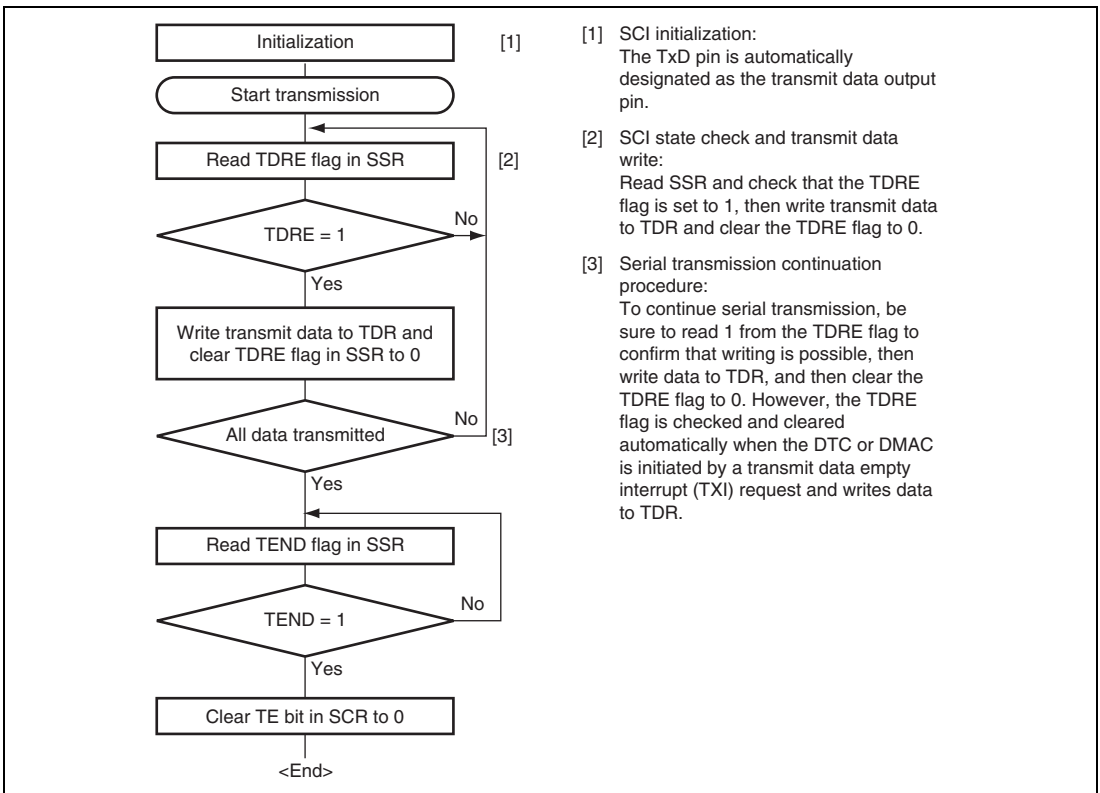 Initialization [1]
Start transmission
Read TDRE flag in SSR [2]
No
TDRE = 1
Yes
Write transmit data to TDR and
clear TDRE flag in SSR to 0
No
All data transmitted [3]
Yes
Read TEND flag in SSR
No
TEND = 1
Yes
Clear TE bit in SCR to 0
<End>
[1] SCI initialization:
The TxD pin is automatically
designated as the transmit data output
pin.
[2] SCI state check and transmit data
write:
Read SSR and check that the TDRE
flag is set to 1, then write transmit data
to TDR and clear the TDRE flag to 0.
[3] Serial transmission continuation
procedure:
To continue serial transmission, be
sure to read 1 from the TDRE flag to
confirm that writing is possible, then
write data to TDR, and then clear the
TDRE flag to 0. However, the TDRE
flag is checked and cleared
automatically when the DTC or DMAC
is initiated by a transmit data empty
interrupt (TXI) request and writes data
to TDR.